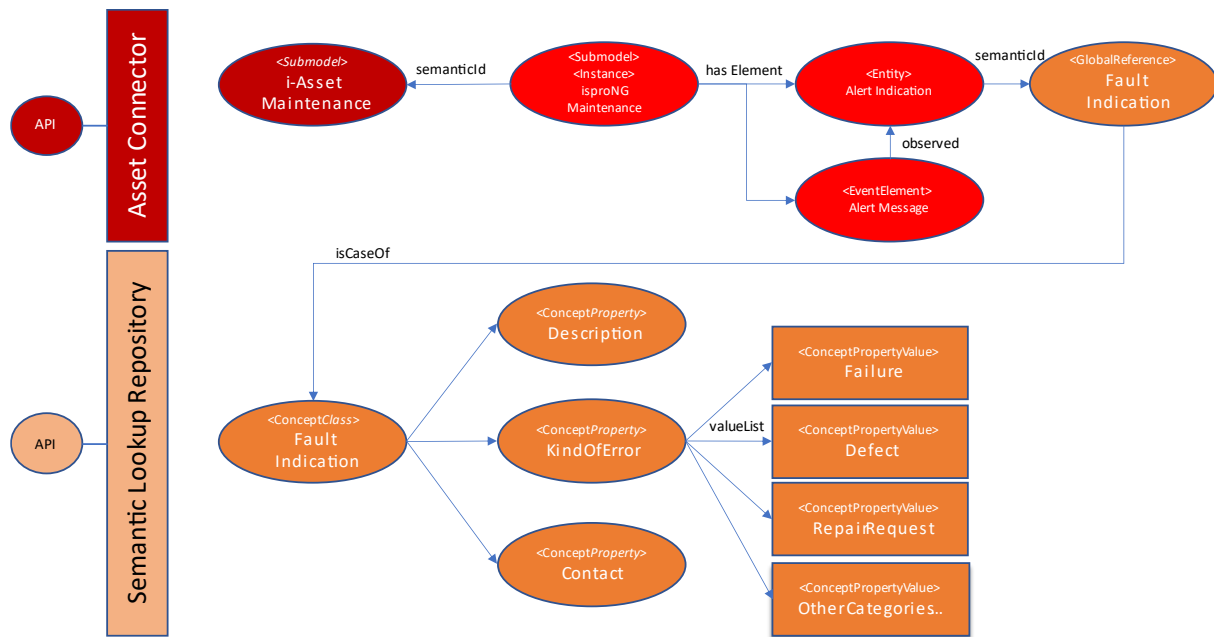 API
Asset Connector
<Submodel>
i-Asset
Maintenance
semanticId
<Submodel>
<Instance>
isproNG
Maintenance
has Element
<Entity>
Alert Indication
semanticId
<GlobalReference>
Fault
Indication
observed
<EventElement>
Alert Message
isCaseOf
API
Semantic Lookup Repository
<ConceptClass>
Fault
Indication
<ConceptProperty>
Description
<ConceptProperty>
KindOfError
<ConceptProperty>
Contact
valueList
<ConceptPropertyValue>
Failure
<ConceptPropertyValue>
Defect
<ConceptPropertyValue>
RepairRequest
<ConceptPropertyValue>
OtherCategories..